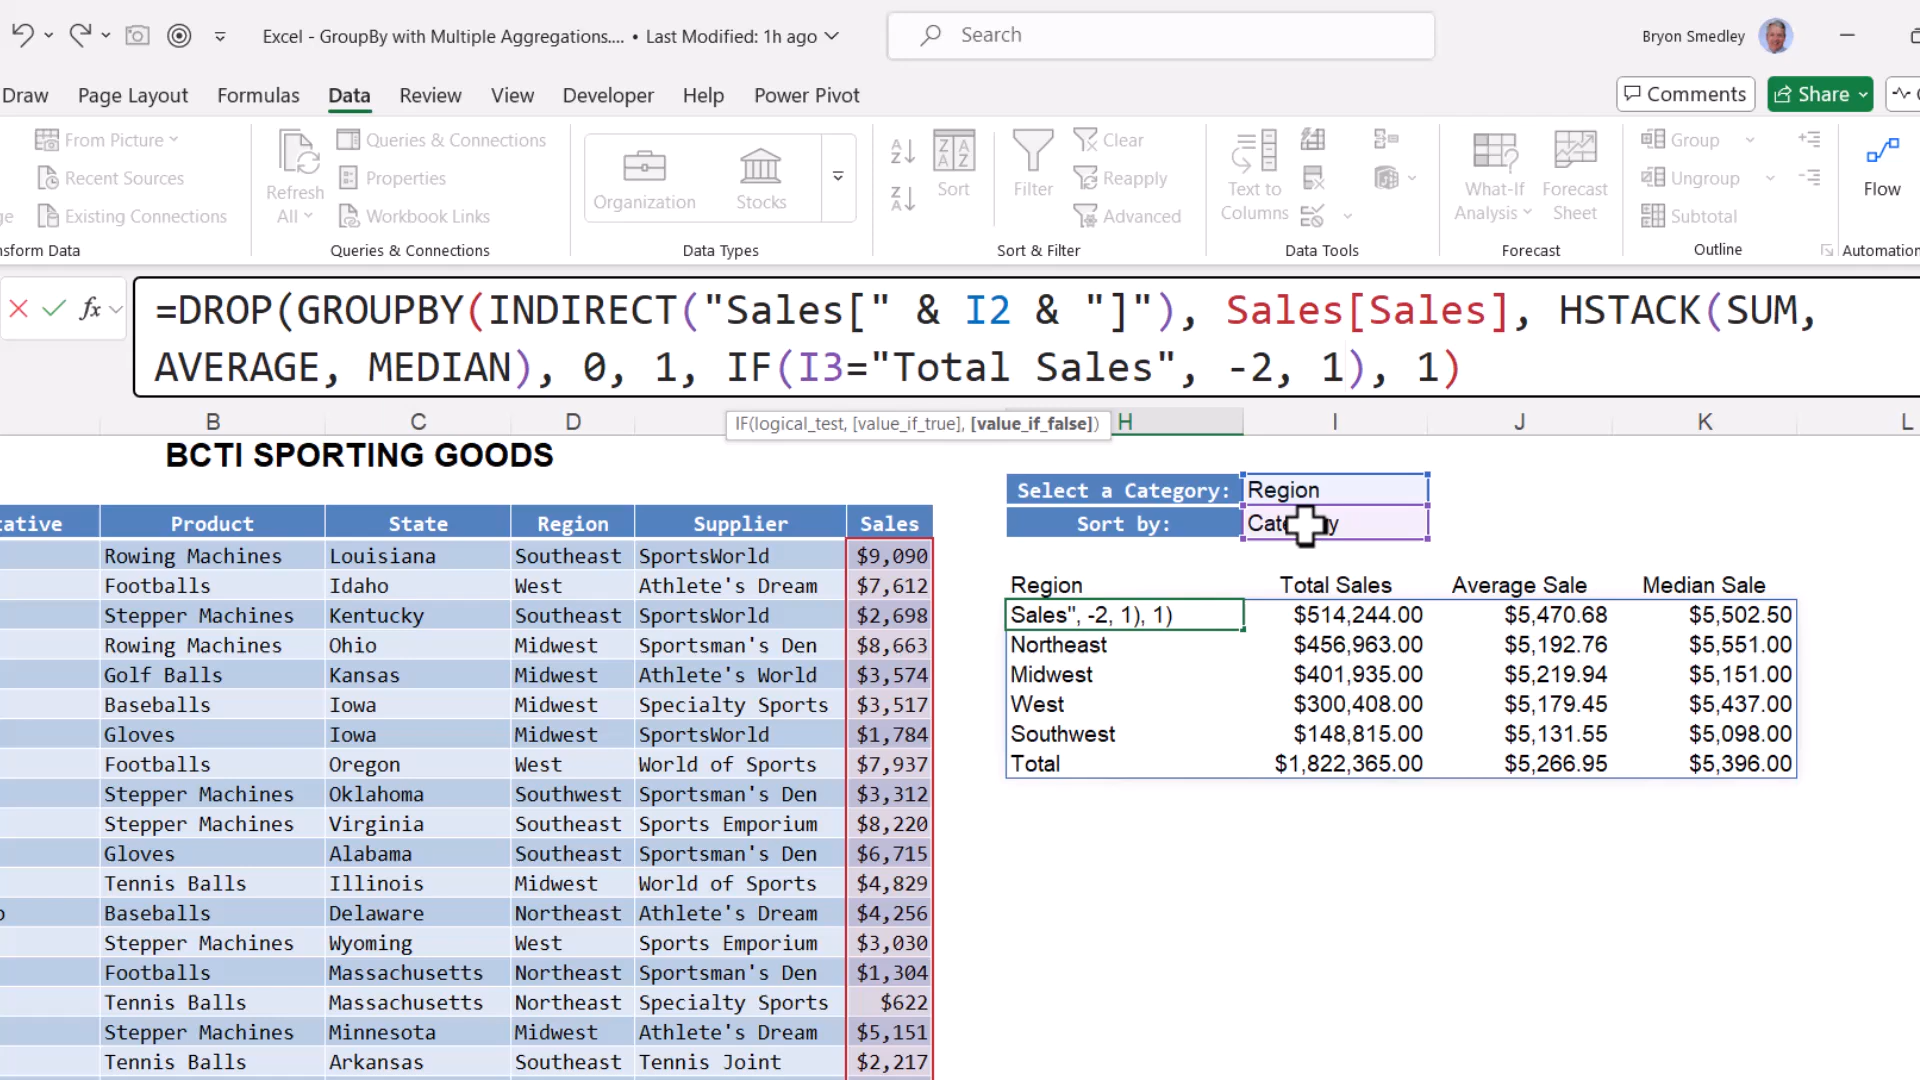 Excel - GroupBy with Multiple Aggregations.... • Last Modified: 1h ago
Search
Bryon Smedley
Draw Page Layout Formulas Data Review View Developer Help Power Pivot
Comments Share
From Picture
Recent Sources
Existing Connections
nsform Data
Refresh All
Queries & Connections
Properties
Workbook Links
Queries & Connections
Organization Stocks
Data Types
Sort
Filter
Clear
Reapply
Advanced
Sort & Filter
Text to Columns
Data Tools
What-If Analysis
Forecast Sheet
Forecast
Group
Ungroup
Subtotal
Outline
Flow
Automation
fx
=DROP(GROUPBY(INDIRECT("Sales[" & I2 & "]"), Sales[Sales], HSTACK(SUM,
AVERAGE, MEDIAN), 0, 1, IF(I3="Total Sales", -2, 1), 1)
IF(logical_test, [value_if_true], [value_if_false])
B C D H I J K L
BCTI SPORTING GOODS
tative Product State Region Supplier Sales
Rowing Machines Louisiana Southeast SportsWorld $9,090
Footballs Idaho West Athlete's Dream $7,612
Stepper Machines Kentucky Southeast SportsWorld $2,698
Rowing Machines Ohio Midwest Sportsman's Den $8,663
Golf Balls Kansas Midwest Athlete's World $3,574
Baseballs Iowa Midwest Specialty Sports $3,517
Gloves Iowa Midwest SportsWorld $1,784
Footballs Oregon West World of Sports $7,937
Stepper Machines Oklahoma Southwest Sportsman's Den $3,312
Stepper Machines Virginia Southeast Sports Emporium $8,220
Gloves Alabama Southeast Sportsman's Den $6,715
Tennis Balls Illinois Midwest World of Sports $4,829
Baseballs Delaware Northeast Athlete's Dream $4,256
Stepper Machines Wyoming West Sports Emporium $3,030
Footballs Massachusetts Northeast Sportsman's Den $1,304
Tennis Balls Massachusetts Northeast Specialty Sports $622
Stepper Machines Minnesota Midwest Athlete's Dream $5,151
Tennis Balls Arkansas Southeast Tennis Joint $2,217
Select a Category: Region
Sort by: Category
Region Total Sales Average Sale Median Sale
Sales", -2, 1), 1) $514,244.00 $5,470.68 $5,502.50
Northeast $456,963.00 $5,192.76 $5,551.00
Midwest $401,935.00 $5,219.94 $5,151.00
West $300,408.00 $5,179.45 $5,437.00
Southwest $148,815.00 $5,131.55 $5,098.00
Total $1,822,365.00 $5,266.95 $5,396.00